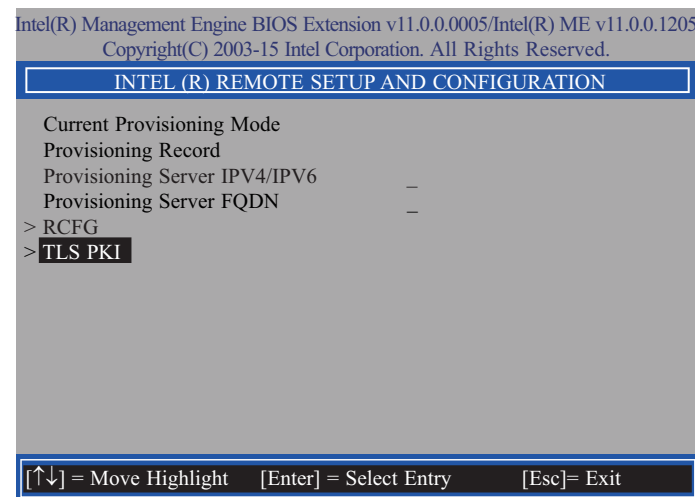 Intel(R) Management Engine BIOS Extension v11.0.0.0005/Intel(R) ME v11.0.0.1205
Copyright(C) 2003-15 Intel Corporation. All Rights Reserved.
INTEL (R) REMOTE SETUP AND CONFIGURATION
Current Provisioning Mode
Provisioning Record
Provisioning Server IPV4/IPV6 _
Provisioning Server FQDN _
> RCFG
> TLS PKI
[↑↓] = Move Highlight [Enter] = Select Entry [Esc]= Exit